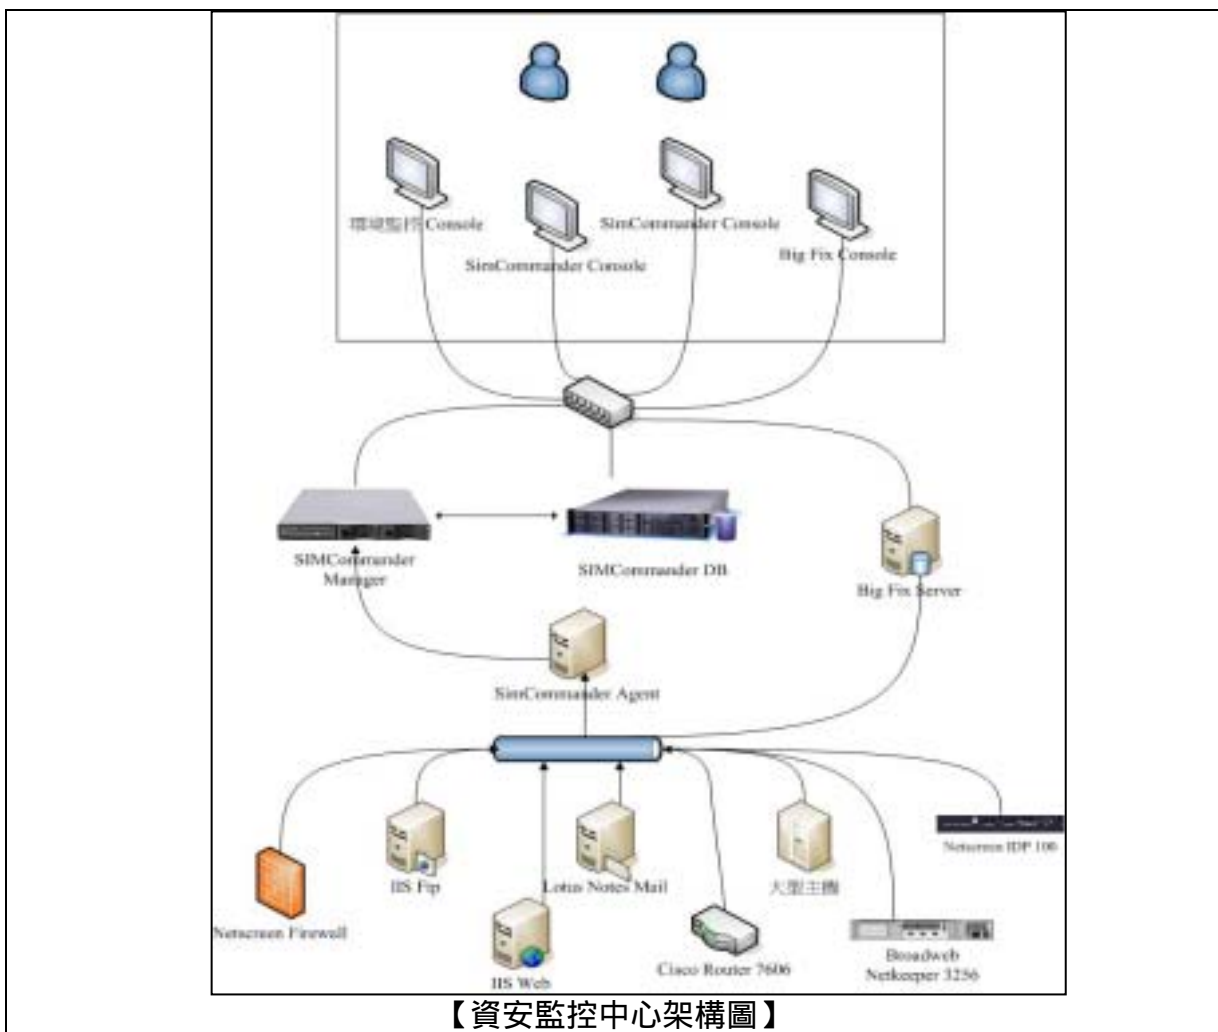 環境監控 Console
SimCommander Console
SimCommander Console
Big Fix Console
SIMCommander
Manager
SIMCommander DB
Big Fix Server
SimCommander Agent
Netscreen Firewall
IIS Ftp
IIS Web
Lotus Notes Mail
Cisco Router 7606
大型主機
Broadweb
Netkeeper 3256
Netscreen IDP 100
【資安監控中心架構圖】